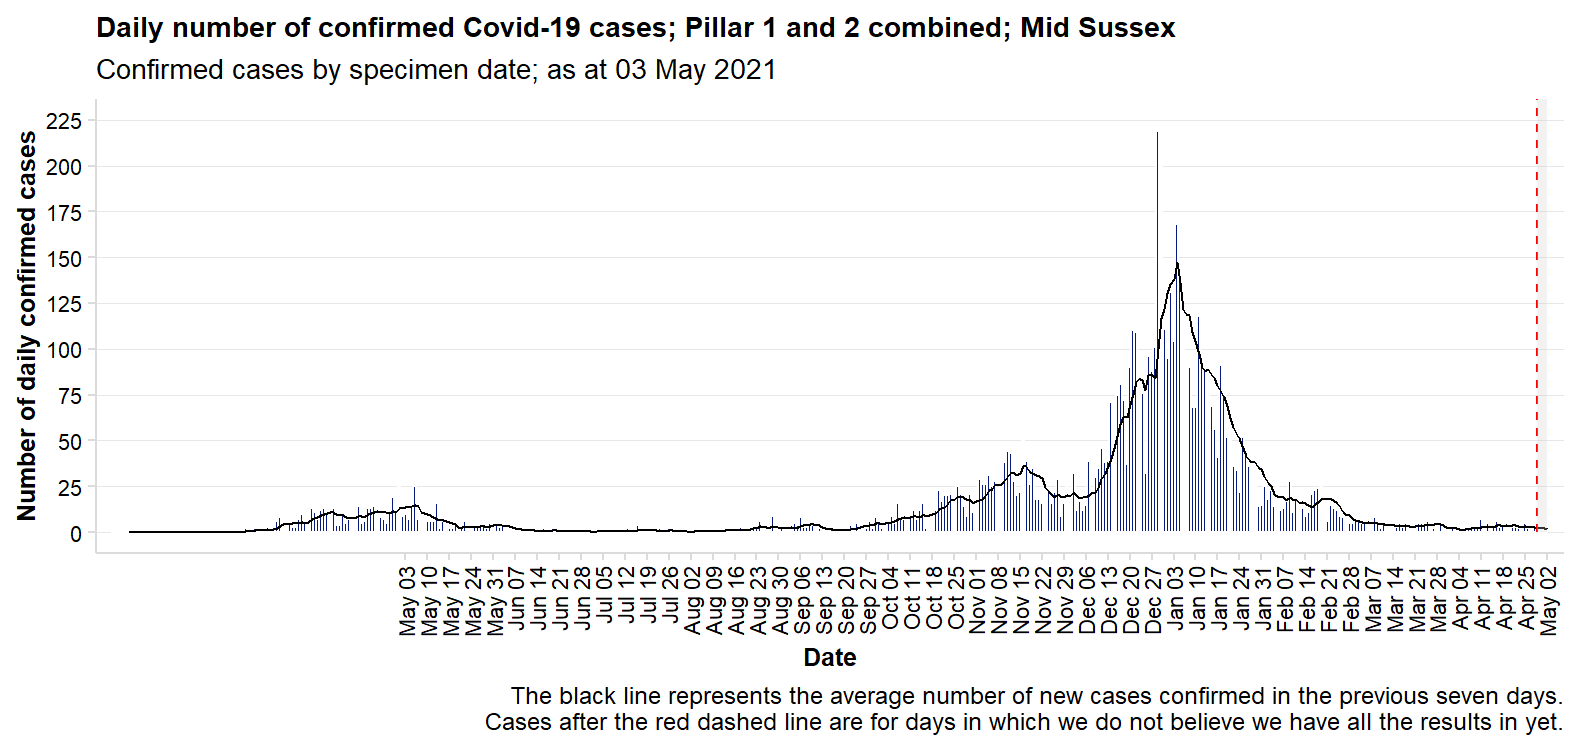 Daily number of confirmed Covid-19 cases; Pillar 1 and 2 combined; Mid Sussex
Confirmed cases by specimen date; as at 03 May 2021
Number of daily confirmed cases
225
200
175
150
125
100
75
50
25
0
May 03
May 10
May 17
May 24
May 31
Jun 07
Jun 14
Jun 21
Jun 28
Jul 05
Jul 12
Jul 19
Jul 26
Aug 02
Aug 09
Aug 16
Aug 23
Aug 30
Sep 06
Sep 13
Sep 20
Sep 27
Oct 04
Oct 11
Oct 18
Oct 25
Nov 01
Nov 08
Nov 15
Nov 22
Nov 29
Dec 06
Dec 13
Dec 20
Dec 27
Jan 03
Jan 10
Jan 17
Jan 24
Jan 31
Feb 07
Feb 14
Feb 21
Feb 28
Mar 07
Mar 14
Mar 21
Mar 28
Apr 04
Apr 11
Apr 18
Apr 25
May 02
Date
The black line represents the average number of new cases confirmed in the previous seven days.
Cases after the red dashed line are for days in which we do not believe we have all the results in yet.